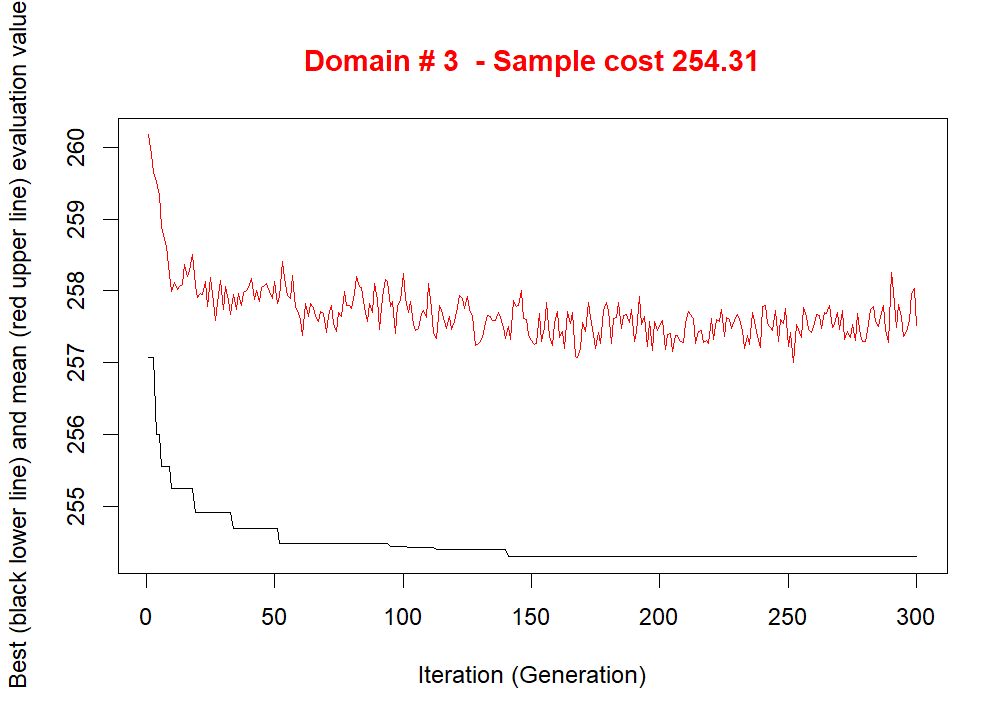 Domain # 3  - Sample cost 254.31
Best (black lower line) and mean (red upper line) evaluation value
260
259
258
257
256
255
0 50 100 150 200 250 300
Iteration (Generation)